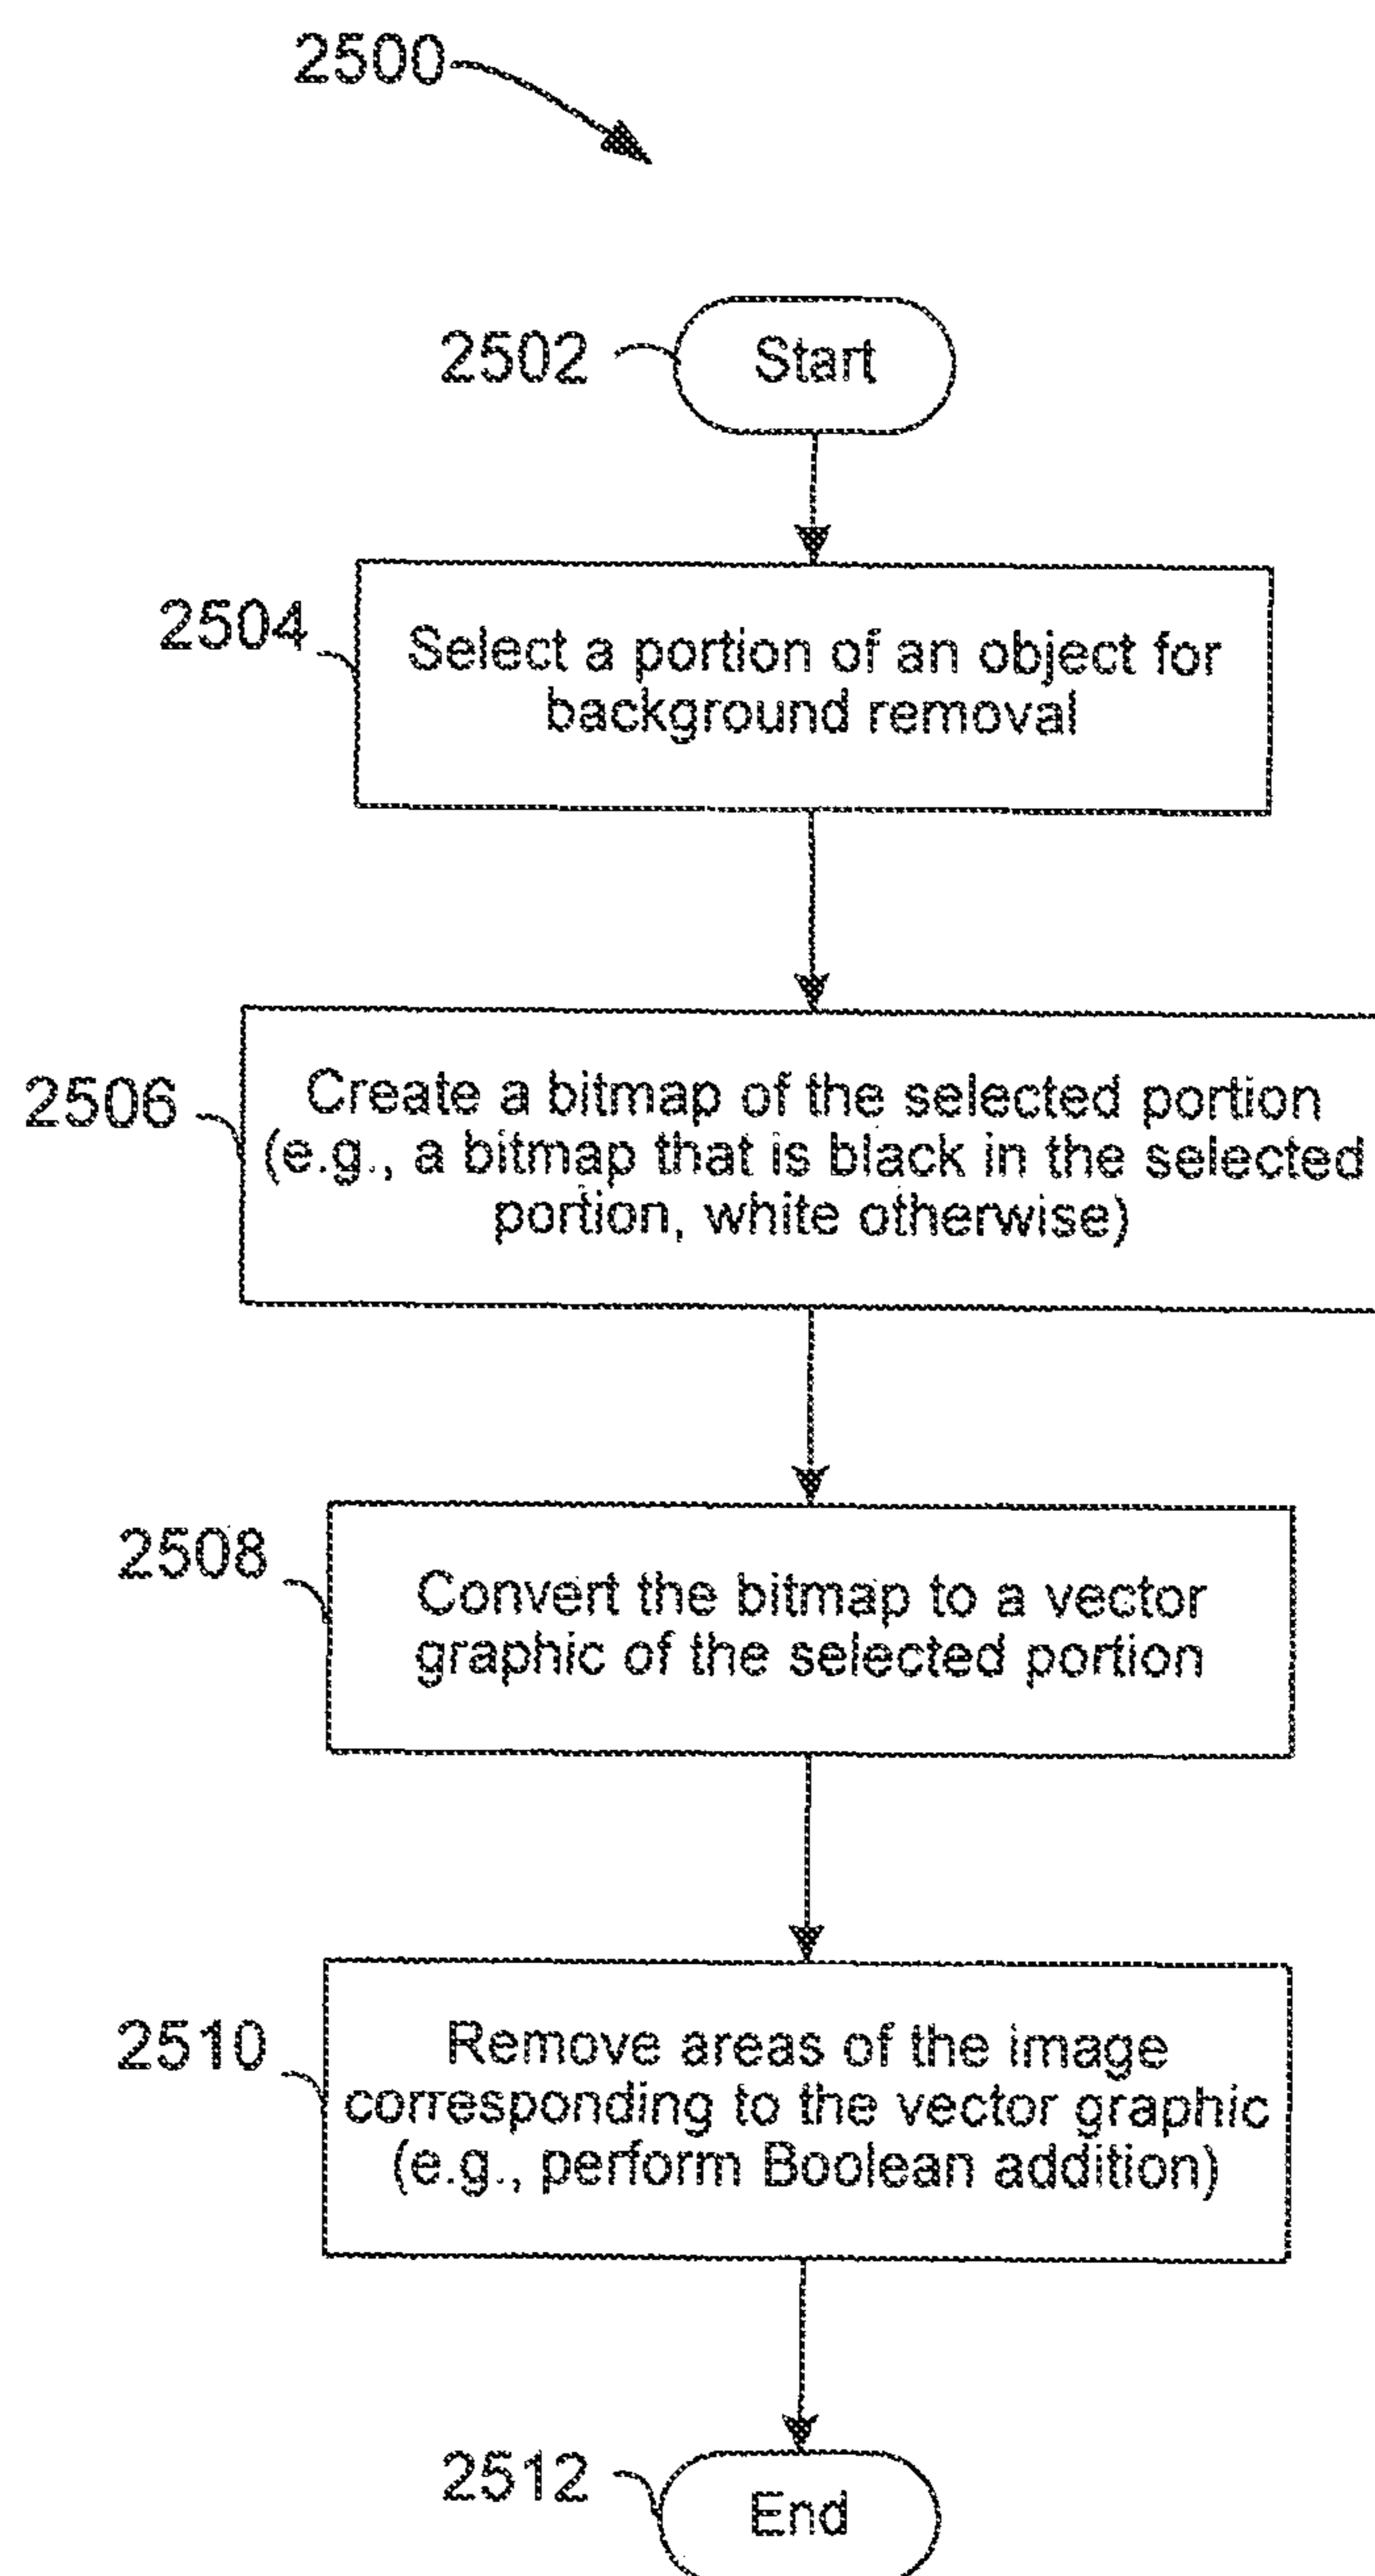 2500
2502
Start
2504
Select a portion of an object for
background removal
2506
Create a bitmap of the selected portion
(e.g., a bitmap that is black in the selected
portion, white otherwise)
2508
Convert the bitmap to a vector
graphic of the selected portion
2510
Remove areas of the image
corresponding to the vector graphic
(e.g., perform Boolean addition)
2512
End